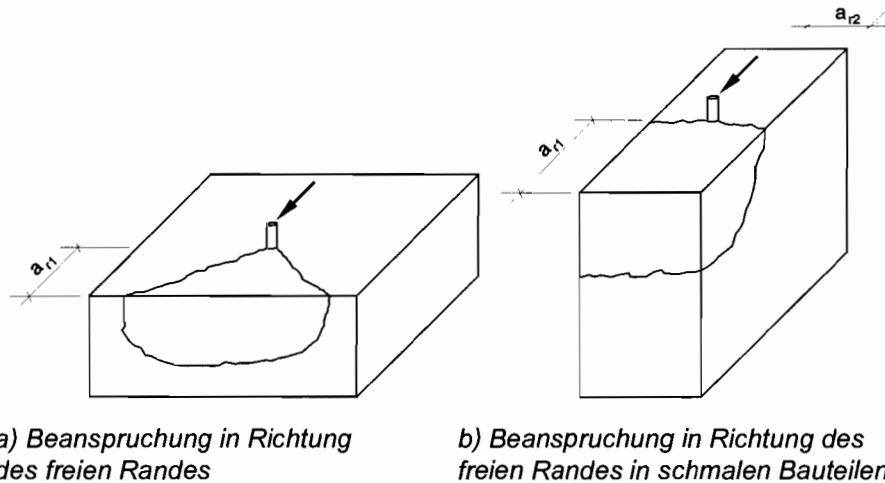 a_r2
a_r1
a_r1
a) Beanspruchung in Richtung
des freien Randes
b) Beanspruchung in Richtung des
freien Randes in schmalen Bauteilen